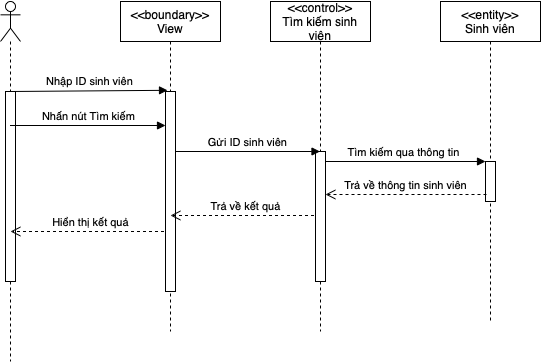 <<boundary>>
View
<<control>>
Tìm kiếm sinh
viện
<<entity>>
Sinh viên
Nhập ID sinh viên
Nhấn nút Tìm kiếm
Gửi ID sinh viên
Tìm kiếm qua thông tin
Trả về thông tin sinh viên
Trả về kết quả
Hiển thị kết quả